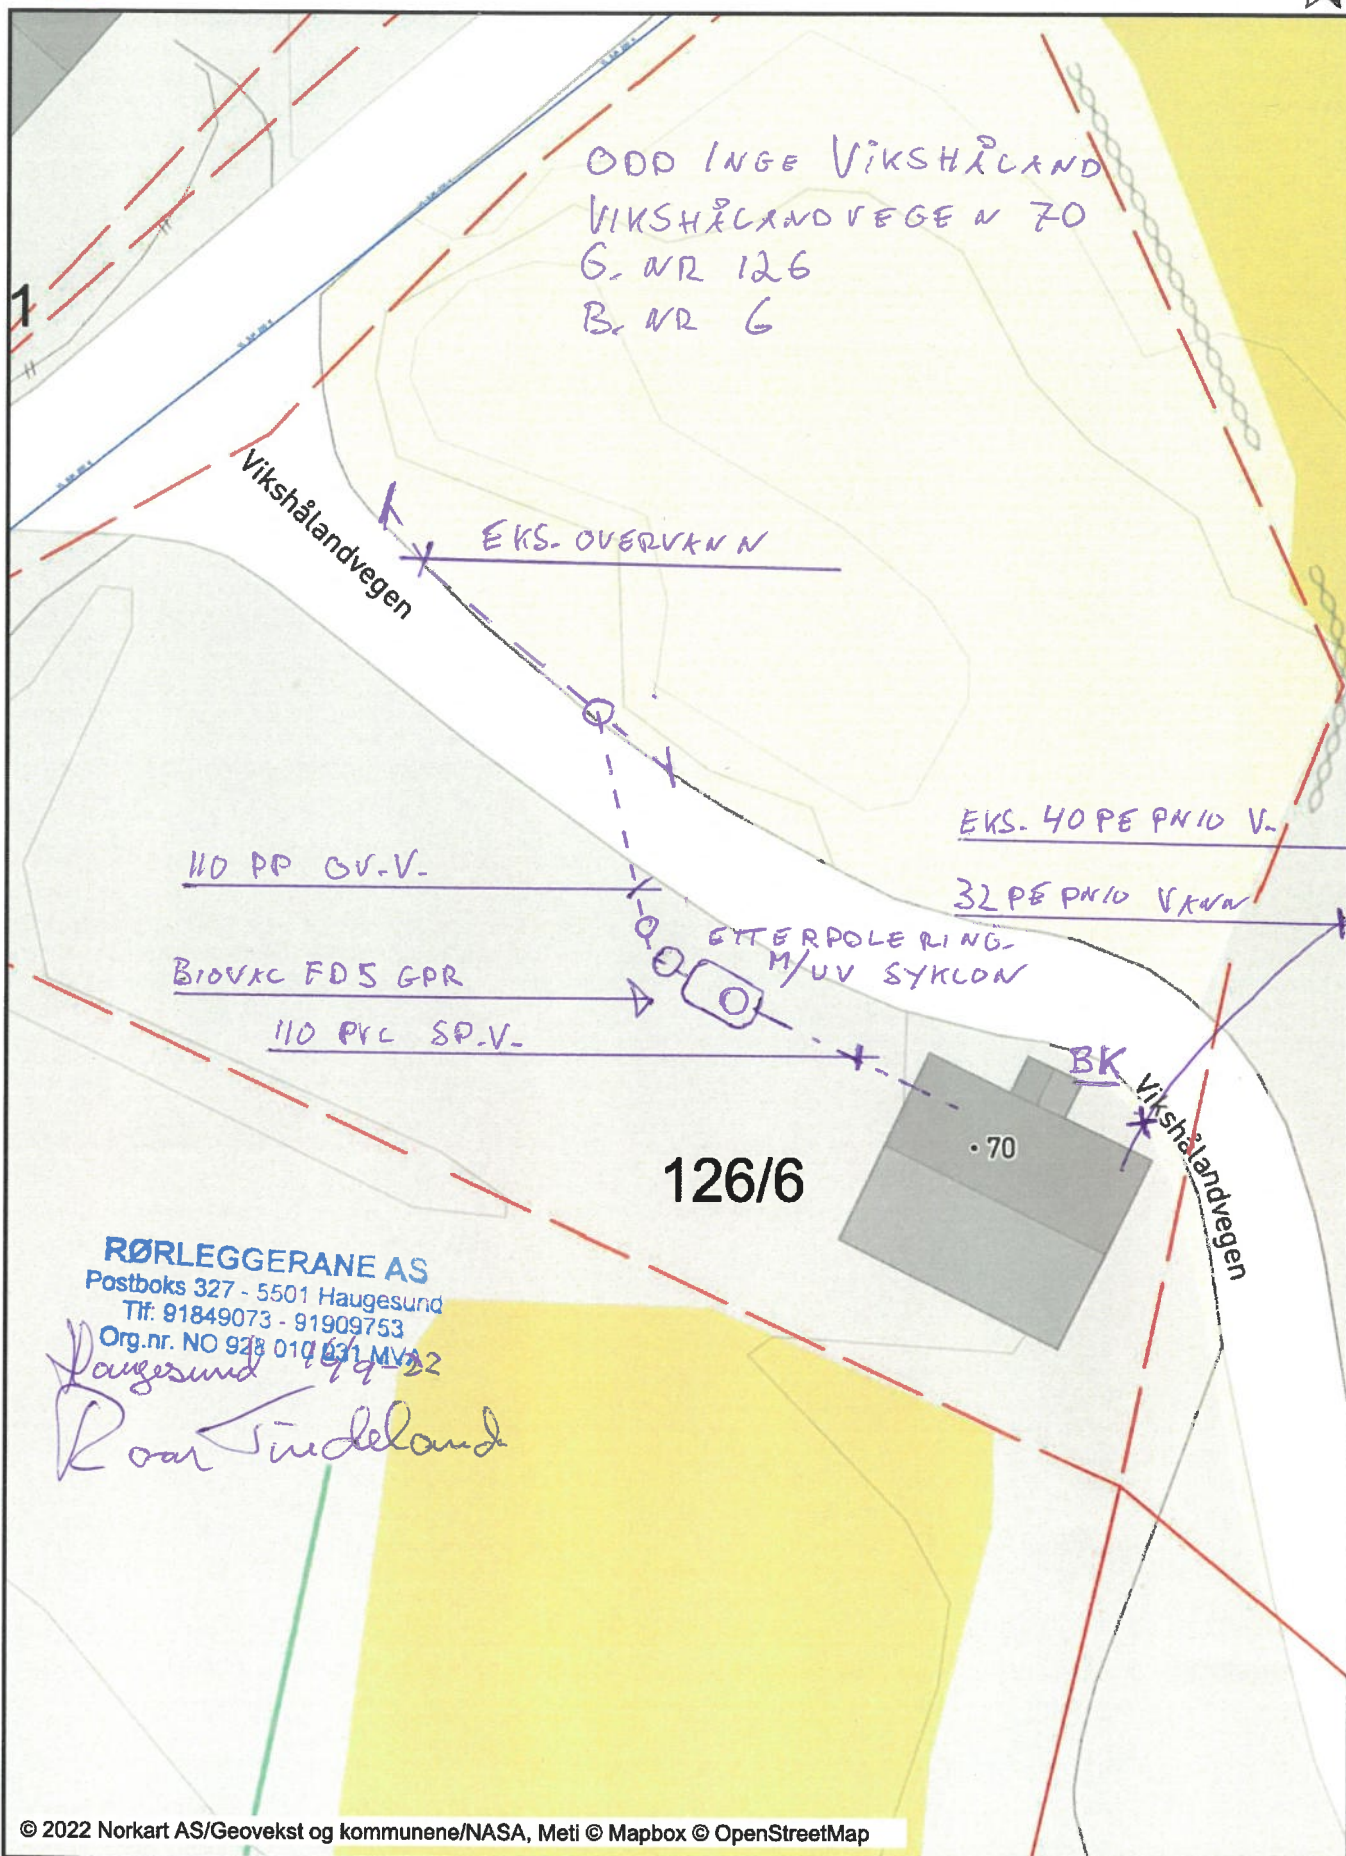 ODD INGE VIKSHÅLAND
VIKSHÅLANDVEGEN 70
G. NR 126
B. NR 6
1
Vikshålandvegen
EKS. OVERVANN
EKS. 40 PE PN10 V.
110 PP OV.V.
32 PE PN10 VANN
ETTERPOLERING
M/UV SYKLON
BIOVAC FD5 GPR
110 PVC SP.V.
BK
Vikshålandvegen
70
126/6
RØRLEGGERANE AS
Postboks 327 - 5501 Haugesund
Tlf: 91849073 - 91909753
Org.nr. NO 928 010 031 MVA
Haugesund
Roar Tindeland
© 2022 Norkart AS/Geovekst og kommunene/NASA, Meti © Mapbox © OpenStreetMap